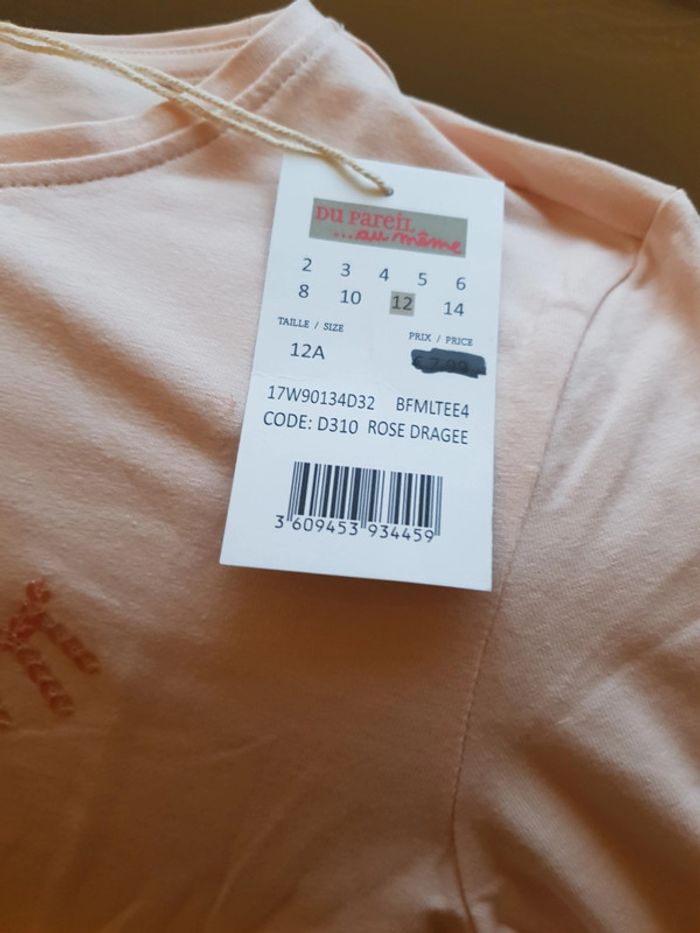 DU PaReiL
...au même
2 3 4 5 6
8 10 12 14
TAILLE / SIZE
PRIX / PRICE
12A
17W90134D32 BFMLTEE4
CODE: D310 ROSE DRAGEE
3 609453 934459